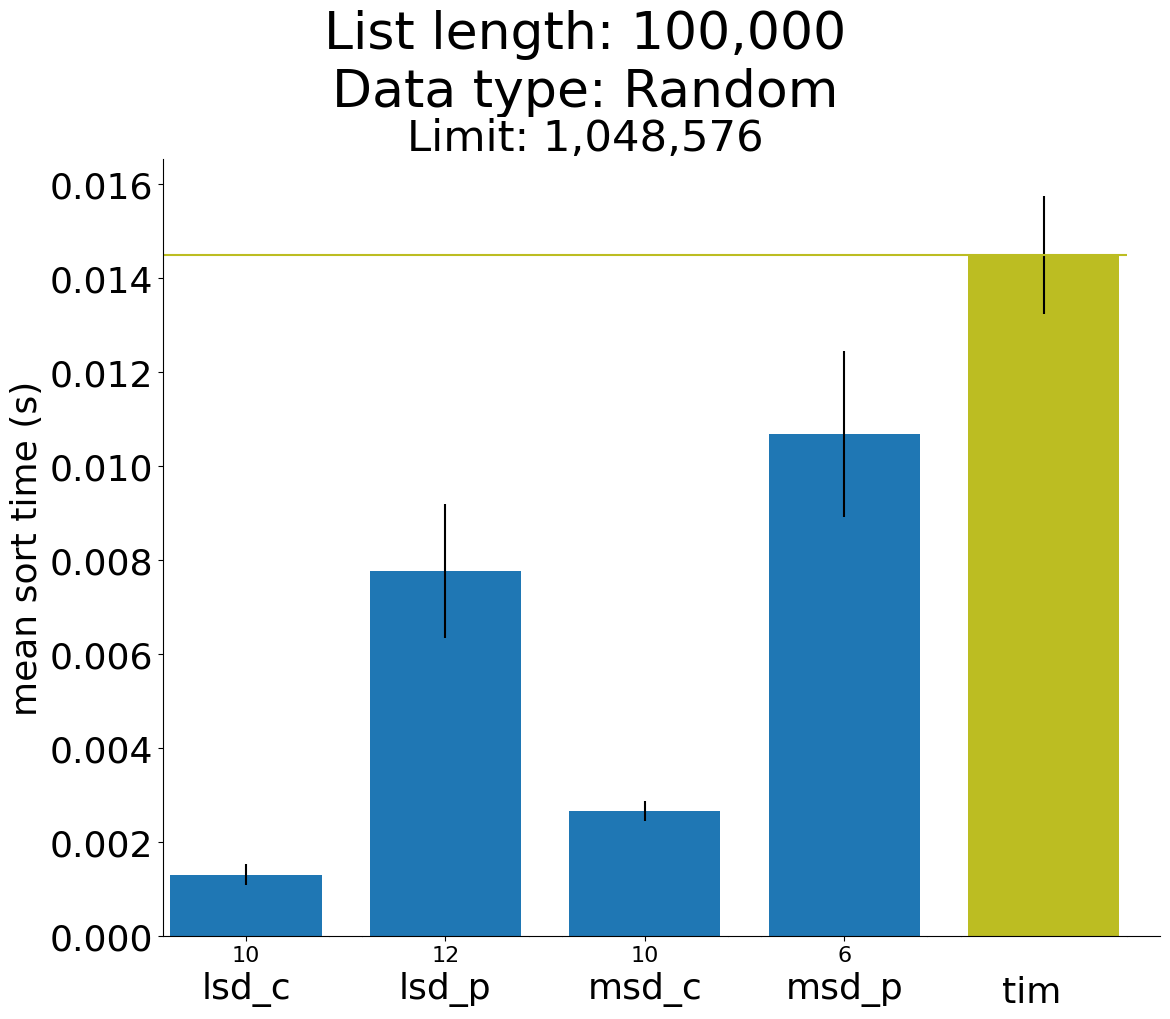 List length: 100,000
Data type: Random
Limit: 1,048,576
mean sort time (s)
0.016
0.014
0.012
0.010
0.008
0.006
0.004
0.002
0.000
10 12 10 6
lsd_c lsd_p msd_c msd_p tim